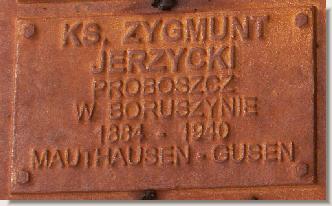 KS. ZYGMUNT
JERZYCKI
PROBOSZCZ
W BORUSZYNIE
1884 - 1940
MAUTHAUSEN - GUSEN